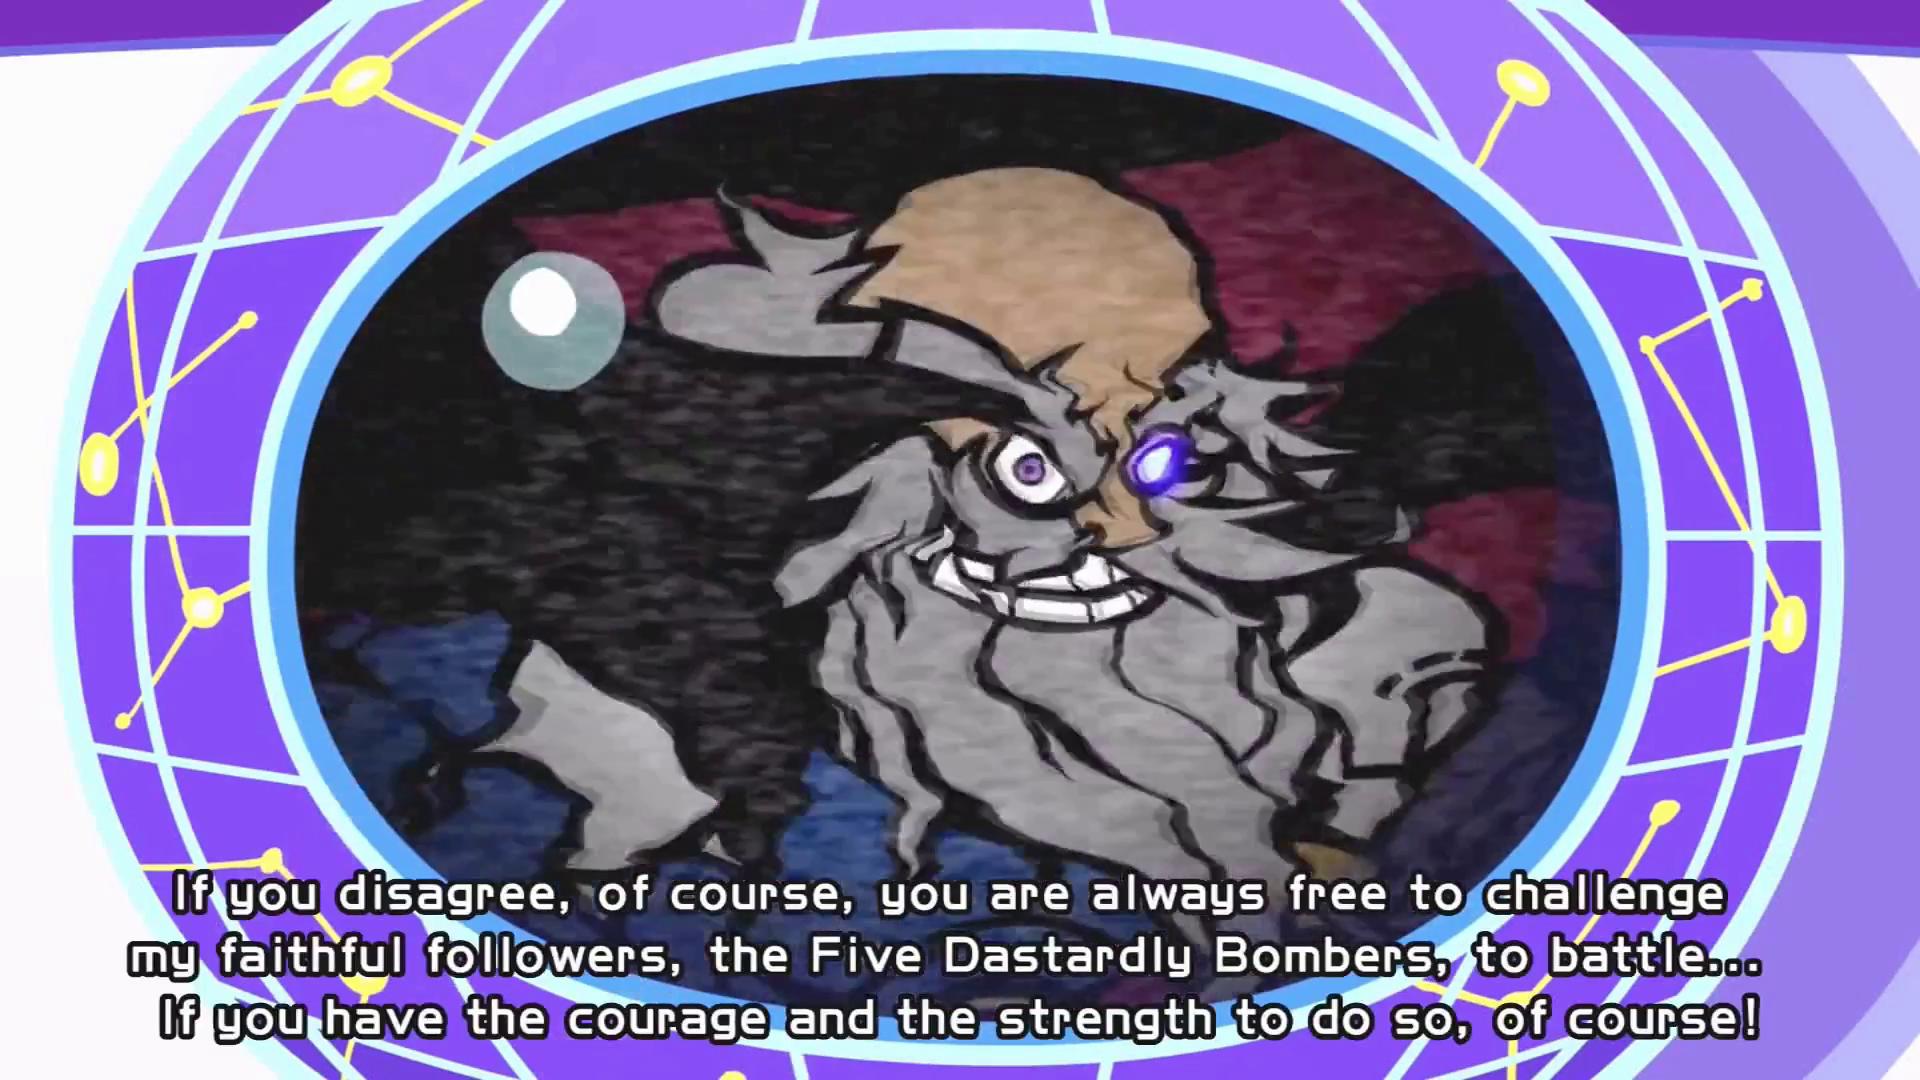 If you disagree, of course, you are always free to challenge
my faithful followers, the Five Dastardly Bombers, to battle...
If you have the courage and the strength to do so, of course!